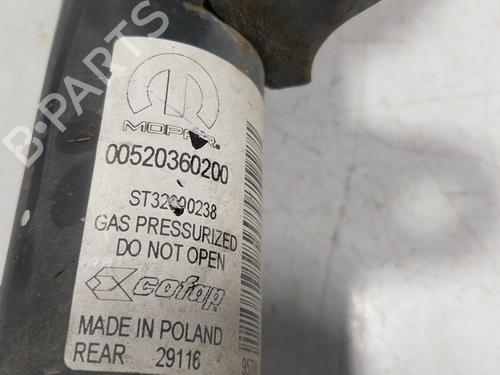 B-PARTS
MOPAR
00520360200
GAS PRESSURIZED
DO NOT OPEN
cofap
MADE IN POLAND
REAR 29116